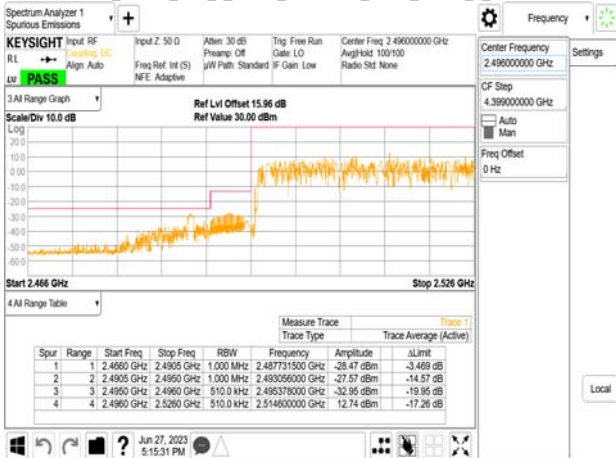 Spectrum Analyzer 1
Spurious Emissions
Frequency
KEYSIGHT
RL
LW PASS
Input: RF
Coupling: DC
Align: Auto
Input Z: 50 Ω
Freq Ref: Int (S)
NFE: Adaptive
Atten: 30 dB
Preamp: Off
µW Path: Standard
Trig: Free Run
Gate: LO
IF Gain: Low
Center Freq: 2.496000000 GHz
Avg|Hold: 100/100
Radio Std: None
Center Frequency
2.496000000 GHz
Settings
CF Step
4.399000000 GHz
Auto
Man
Freq Offset
0 Hz
Local
3 All Range Graph
Scale/Div 10.0 dB
Ref Lvl Offset 15.96 dB
Ref Value 30.00 dBm
Log
20.0
10.0
0.00
-10.0
-20.0
-30.0
-40.0
-50.0
-60.0
Start 2.466 GHz
Stop 2.526 GHz
4 All Range Table
Measure Trace Trace 1
Trace Type Trace Average (Active)
Spur Range Start Freq Stop Freq RBW Frequency Amplitude ΔLimit
1 1 2.4660 GHz 2.4905 GHz 1.000 MHz 2.487731500 GHz -28.47 dBm -3.469 dB
2 2 2.4905 GHz 2.4950 GHz 1.000 MHz 2.493056000 GHz -27.57 dBm -14.57 dB
3 3 2.4950 GHz 2.4960 GHz 510.0 kHz 2.495378000 GHz -32.95 dBm -19.95 dB
4 4 2.4960 GHz 2.5260 GHz 510.0 kHz 2.514600000 GHz 12.74 dBm -17.26 dB
Jun 27, 2023
5:15:31 PM